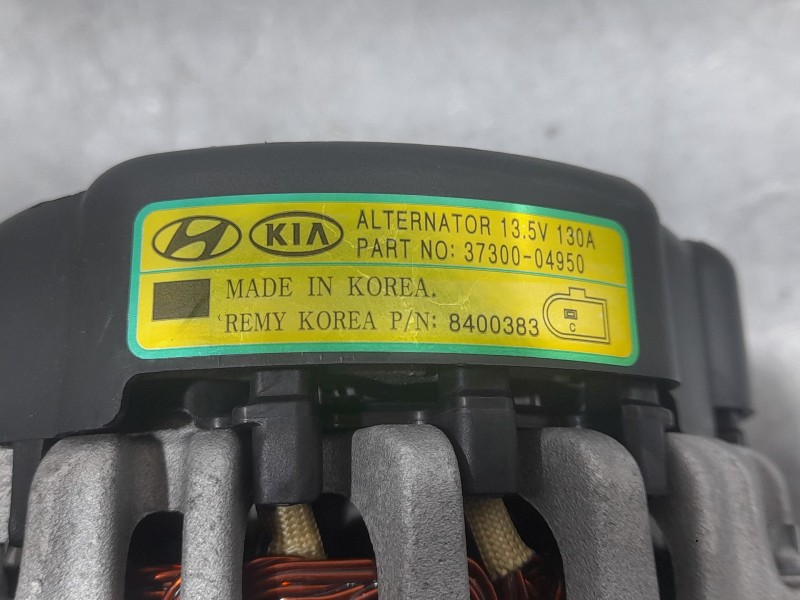 KIA ALTERNATOR 13.5V 130A
PART NO: 37300-04950
MADE IN KOREA.
REMY KOREA P/N: 8400383
C